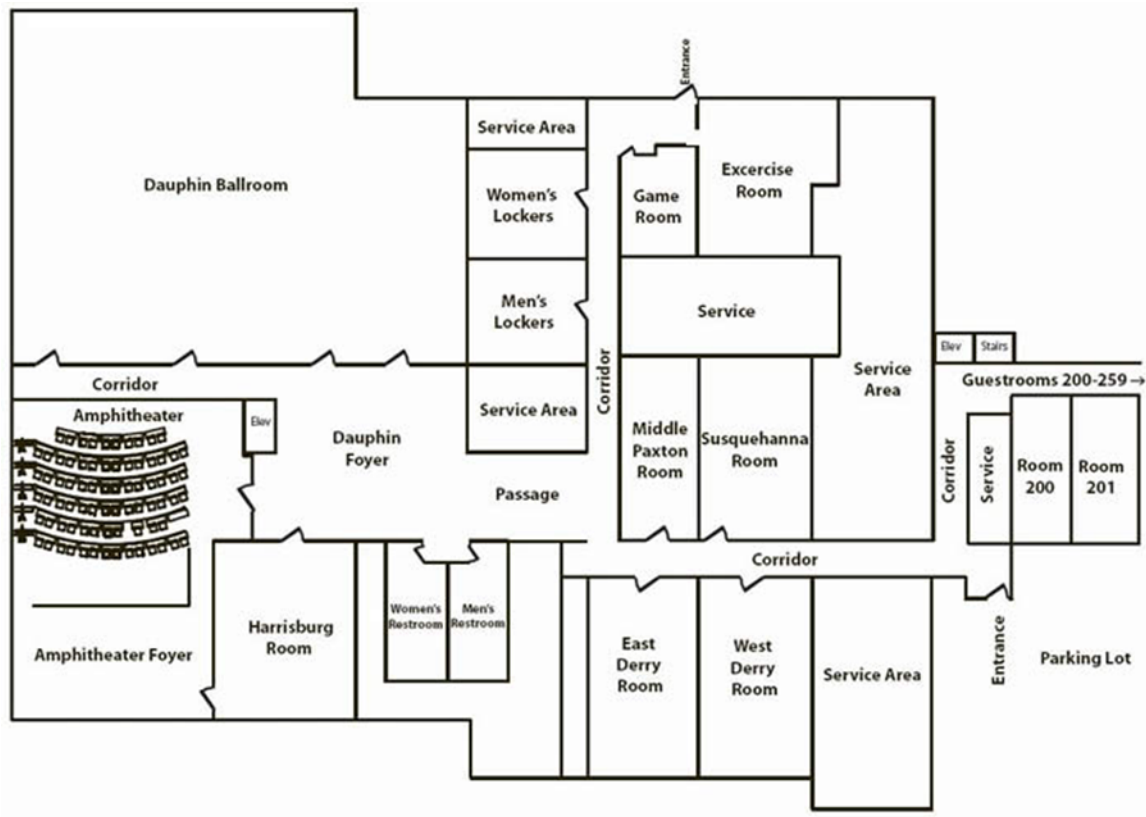 Entrance
Service Area
Dauphin Ballroom
Women's
Lockers
Game
Room
Excercise
Room
Men's
Lockers
Service
Corridor
Elev
Stairs
Corridor
Service
Area
Guestrooms 200-259→
Amphitheater
Elev
Service Area
Dauphin
Foyer
Middle
Paxton
Room
Susquehanna
Room
Corridor
Service
Room
200
Room
201
Passage
Corridor
Women's
Restroom
Men's
Restroom
Harrisburg
Room
Amphitheater Foyer
East
Derry
Room
West
Derry
Room
Service Area
Entrance
Parking Lot